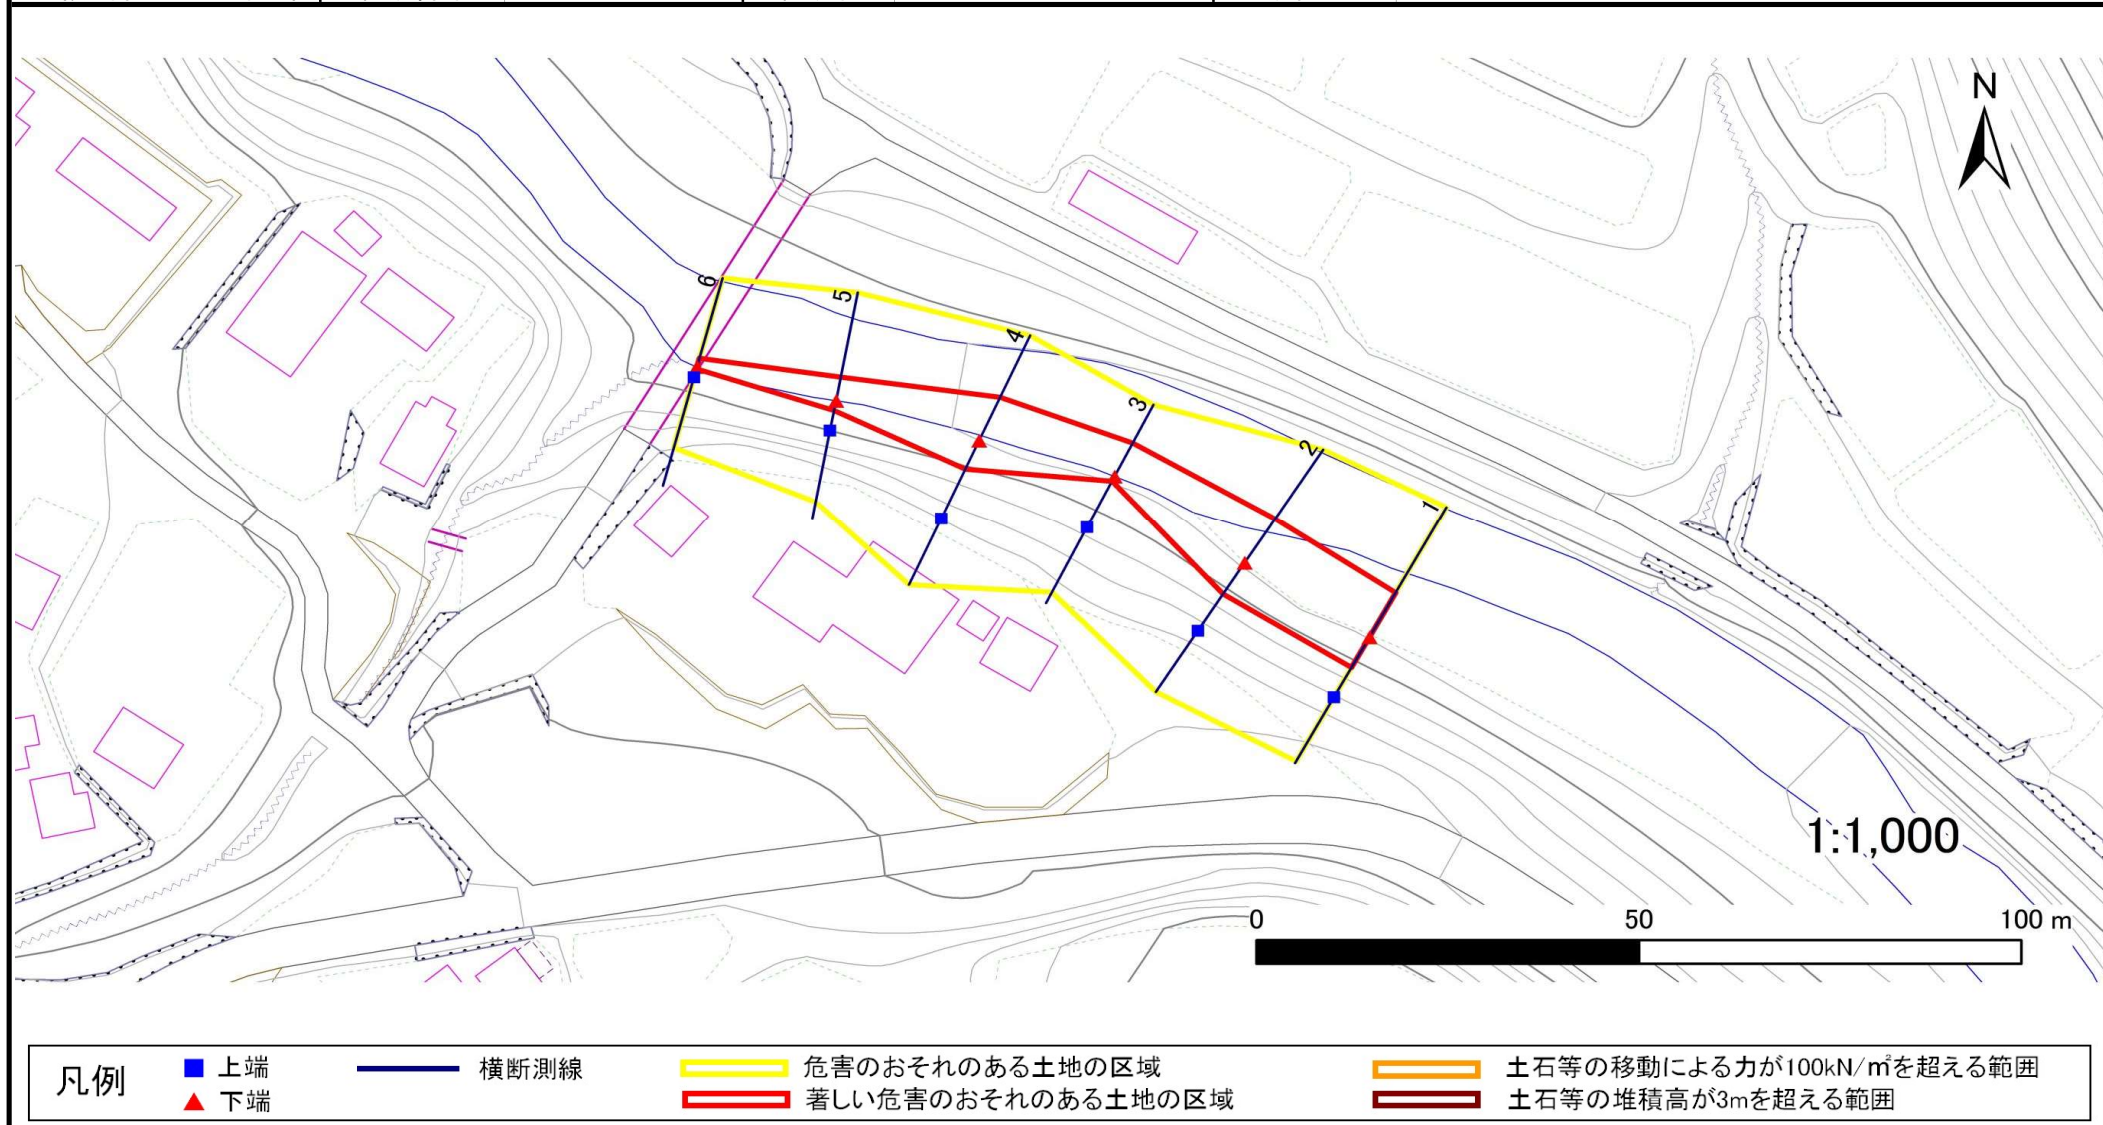 N
6
5
4
3
2
1
1:1,000
0 50 100 m
凡例
上端
横断測線
危害のおそれのある土地の区域
土石等の移動による力が100kN/㎡を超える範囲
下端
著しい危害のおそれのある土地の区域
土石等の堆積高が3mを超える範囲